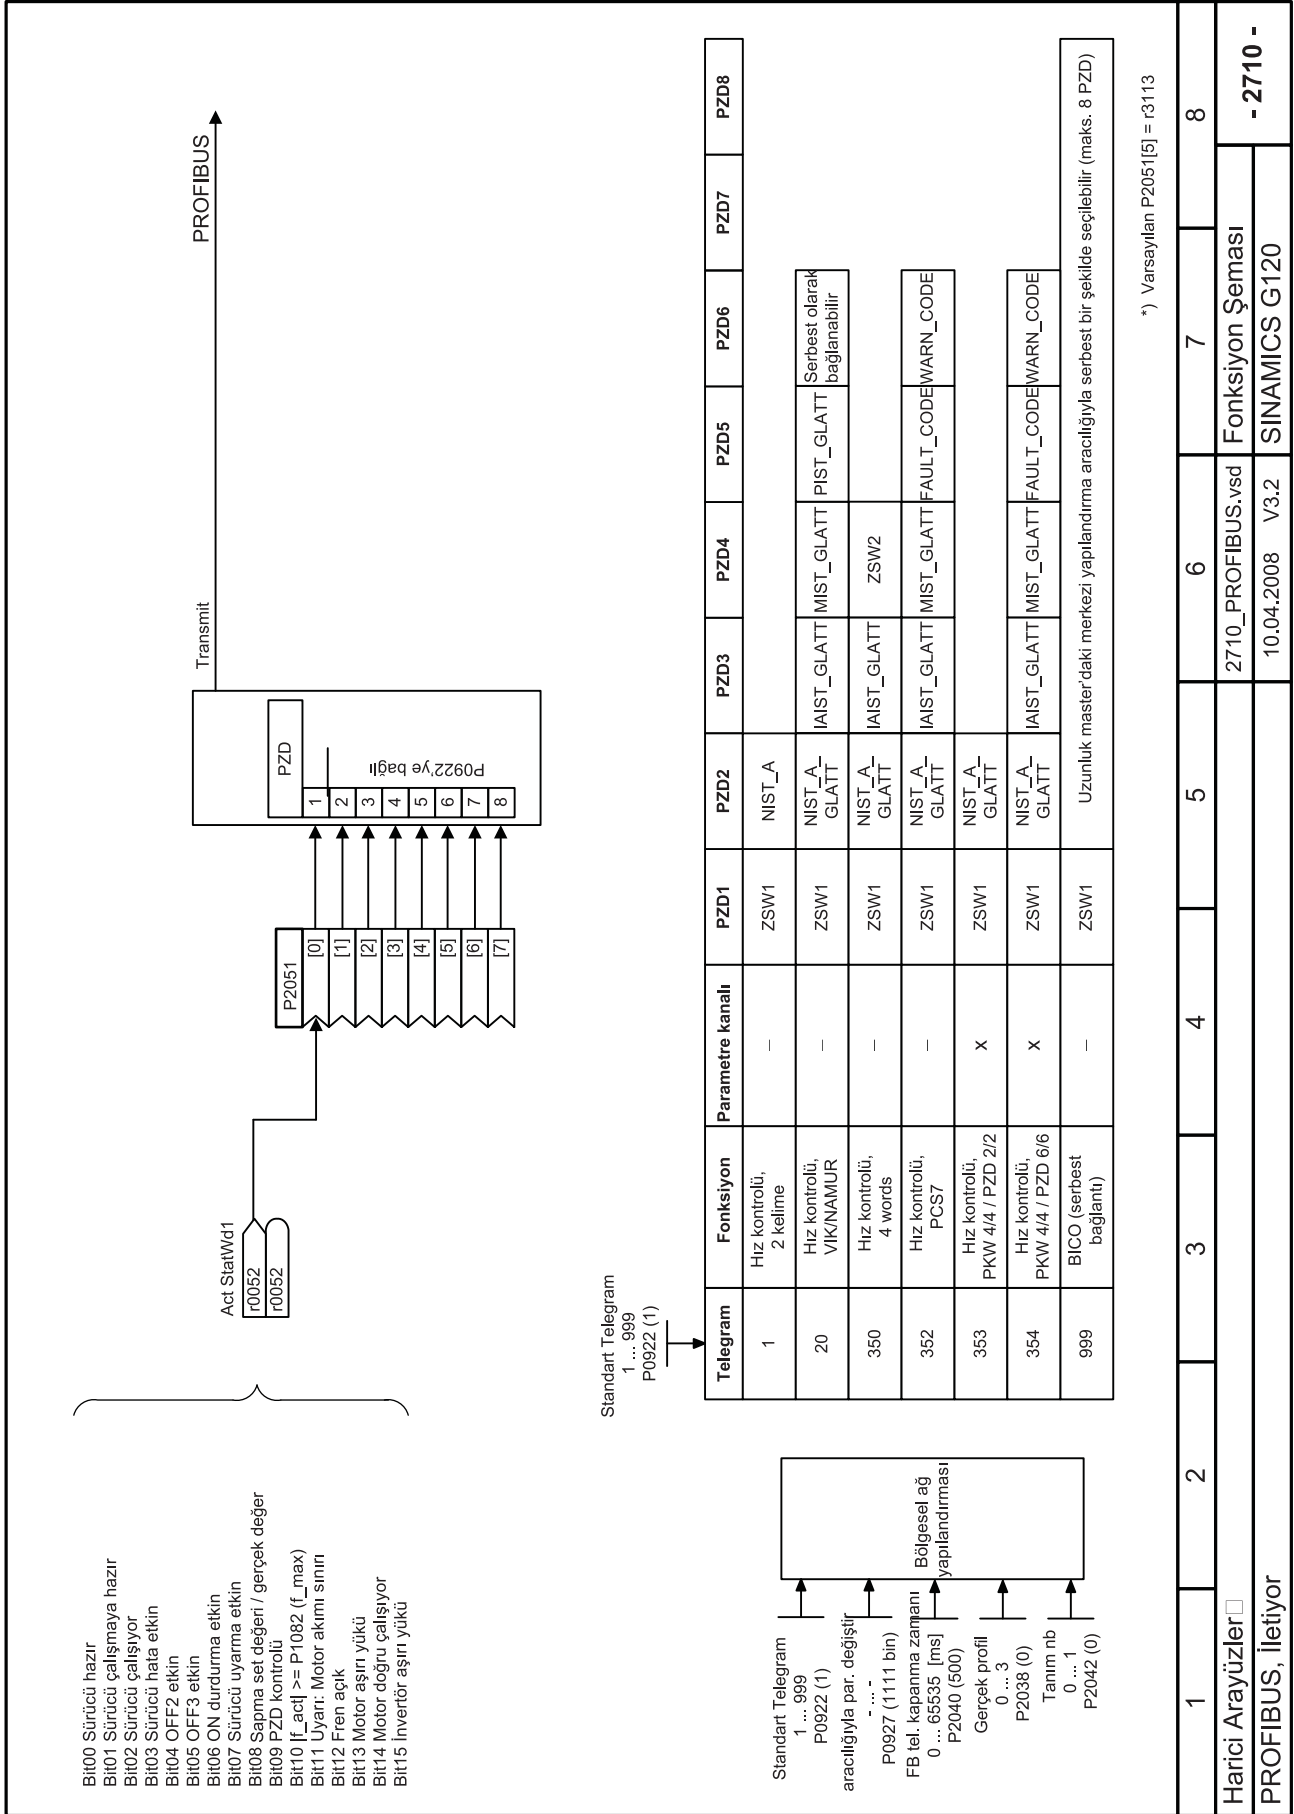 Bit00 Sürücü hazır
Bit01 Sürücü çalışmaya hazır
Bit02 Sürücü çalışıyor
Bit03 Sürücü hata etkin
Bit04 OFF2 etkin
Bit05 OFF3 etkin
Bit06 ON durdurma etkin
Bit07 Sürücü uyarma etkin
Bit08 Sapma set değeri / gerçek değer
Bit09 PZD kontrolü
Bit10 |f_act| >= P1082 (f_max)
Bit11 Uyarı: Motor akımı sınırı
Bit12 Fren açık
Bit13 Motor aşırı yükü
Bit14 Motor doğru çalışıyor
Bit15 İnvertör aşırı yükü
Act StatWd1
r0052
r0052
P2051
[0]
[1]
[2]
[3]
[4]
[5]
[6]
[7]
PZD
1
2
3
4
5
6
7
8
P0922'ye bağlı
Transmit
PROFIBUS
Standart Telegram
1 ... 999
P0922 (1)
aracılığıyla par. değiştir
- ... -
P0927 (1111 bin)
FB tel. kapanma zamanı
0 ... 65535 [ms]
P2040 (500)
Gerçek profil
0 ... 3
P2038 (0)
Tanım nb
0 ... 1
P2042 (0)
Bölgesel ağ
yapılandırması
Standart Telegram
1 ... 999
P0922 (1)
Telegram Fonksiyon Parametre kanalı PZD1 PZD2 PZD3 PZD4 PZD5 PZD6 PZD7 PZD8
1 Hız kontrolü, 2 kelime – ZSW1 NIST_A
20 Hız kontrolü, VIK/NAMUR – ZSW1 NIST_A_GLATT IAIST_GLATT MIST_GLATT PIST_GLATT Serbest olarak bağlanabilir
350 Hız kontrolü, 4 words – ZSW1 NIST_A_GLATT IAIST_GLATT ZSW2
352 Hız kontrolü, PCS7 – ZSW1 NIST_A_GLATT IAIST_GLATT MIST_GLATT FAULT_CODE WARN_CODE
353 Hız kontrolü, PKW 4/4 / PZD 2/2 x ZSW1 NIST_A_GLATT
354 Hız kontrolü, PKW 4/4 / PZD 6/6 x ZSW1 NIST_A_GLATT IAIST_GLATT MIST_GLATT FAULT_CODE WARN_CODE
999 BICO (serbest bağlantı) – ZSW1 Uzunluk master'daki merkezi yapılandırma aracılığıyla serbest bir şekilde seçilebilir (maks. 8 PZD)
*) Varsayılan P2051[5] = r3113
1 2 3 4 5 6 7 8
Harici Arayüzler□ 2710_PROFIBUS.vsd Fonksiyon Şeması - 2710 -
PROFIBUS, İletiyor 10.04.2008 V3.2 SINAMICS G120